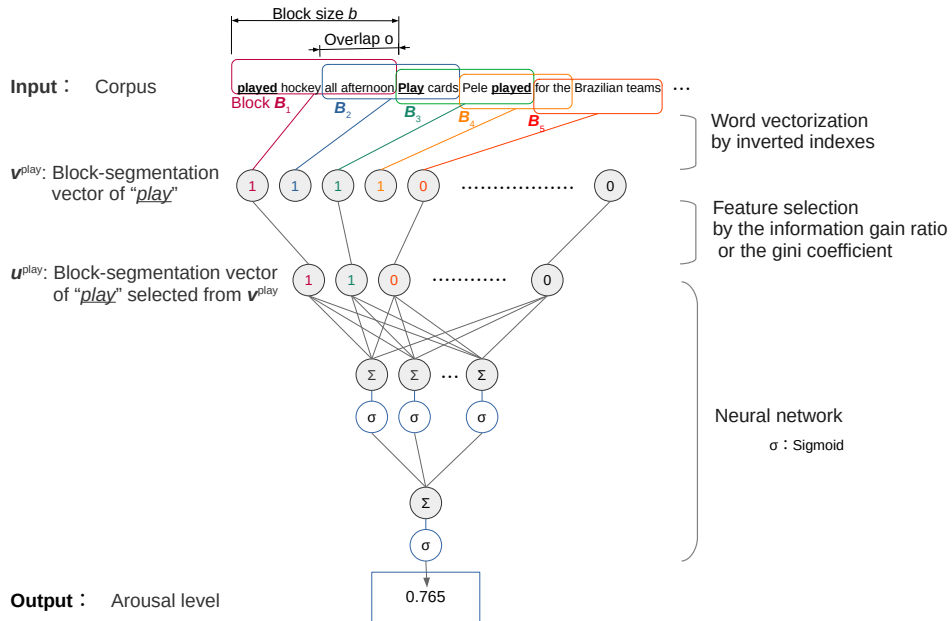 Block size b
Overlap o
Input : Corpus
played hockey all afternoon Play cards Pele played for the Brazilian teams ...
Block B1 B2 B3 B4 B5
Word vectorization
by inverted indexes
vplay: Block-segmentation
vector of “play”
1 1 1 1 0 ................... 0
Feature selection
by the information gain ratio
or the gini coefficient
uplay: Block-segmentation vector
of “play” selected from vplay
1 1 0 ............ 0
Σ Σ ... Σ
σ σ σ
Neural network
σ : Sigmoid
Σ
σ
Output : Arousal level
0.765